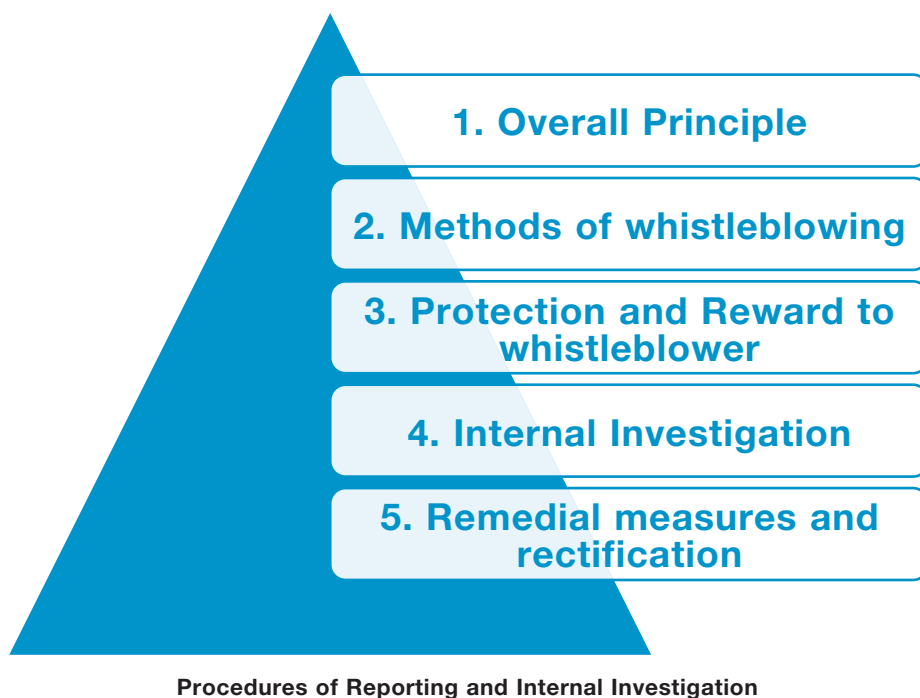 1. Overall Principle
2. Methods of whistleblowing
3. Protection and Reward to
whistleblower
4. Internal Investigation
5. Remedial measures and
rectification
Procedures of Reporting and Internal Investigation